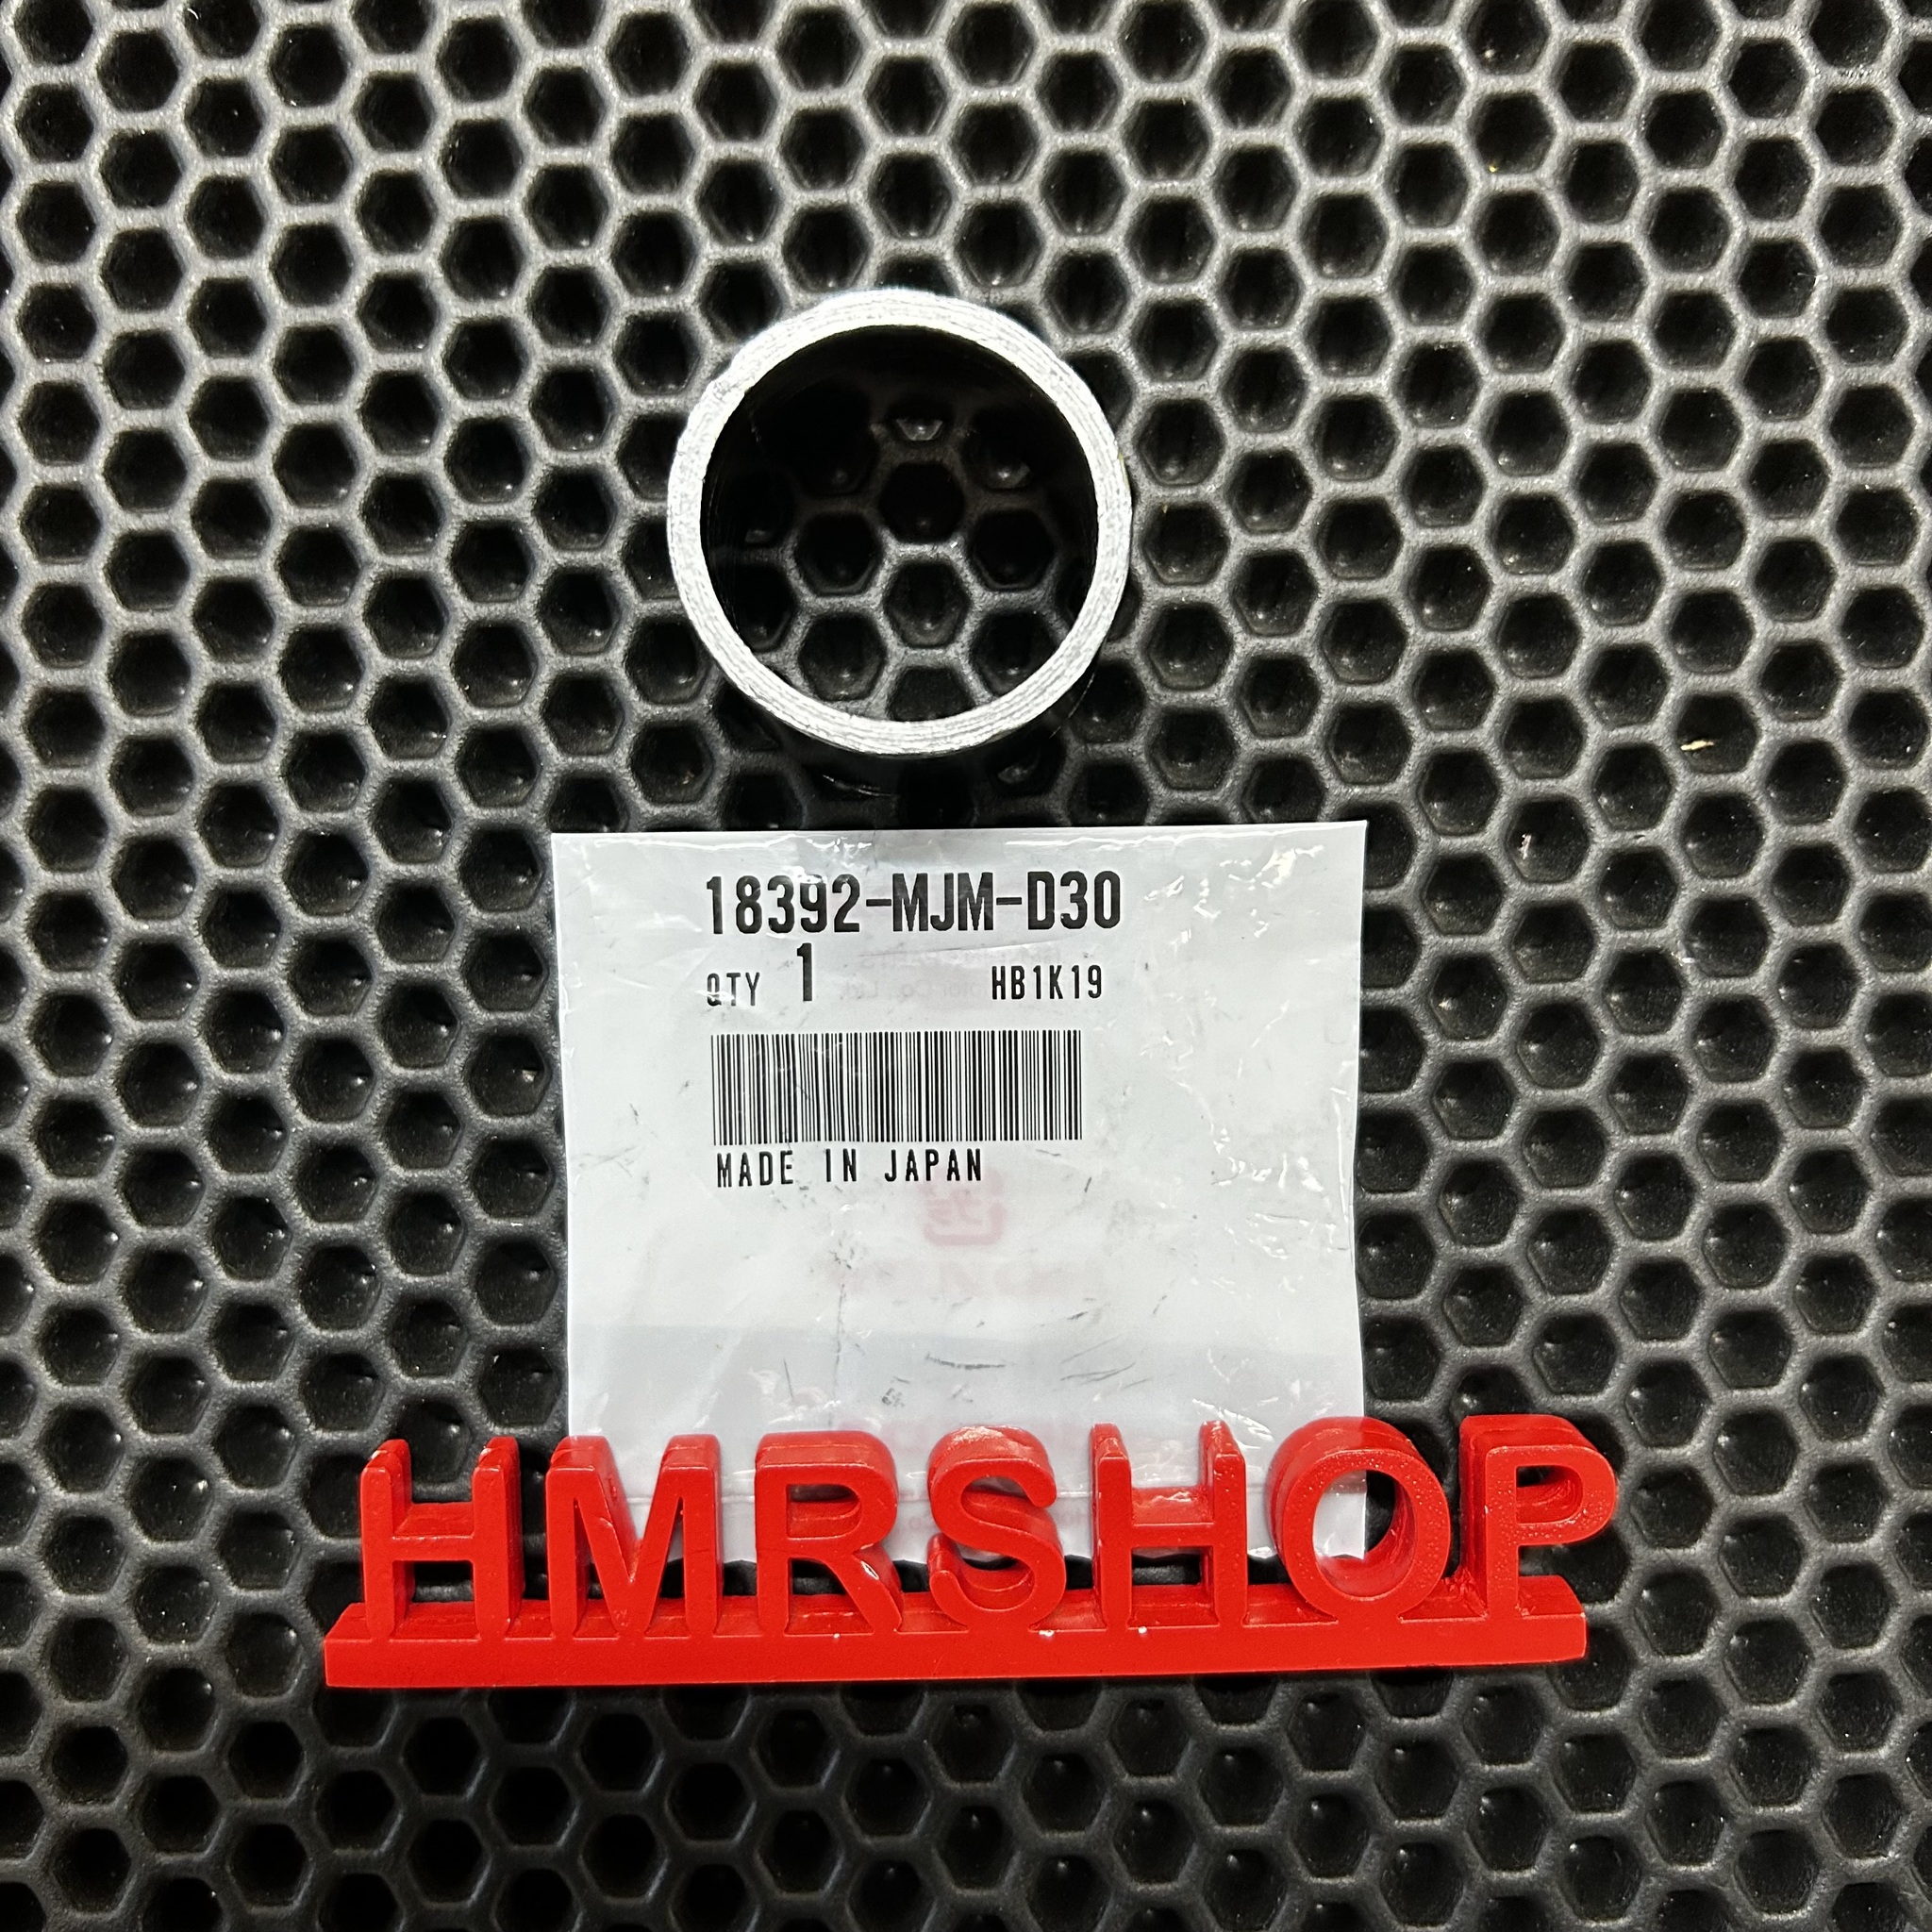 18392-MJM-D30
QTY 1 HB1K19
MADE IN JAPAN
HMRSHOP